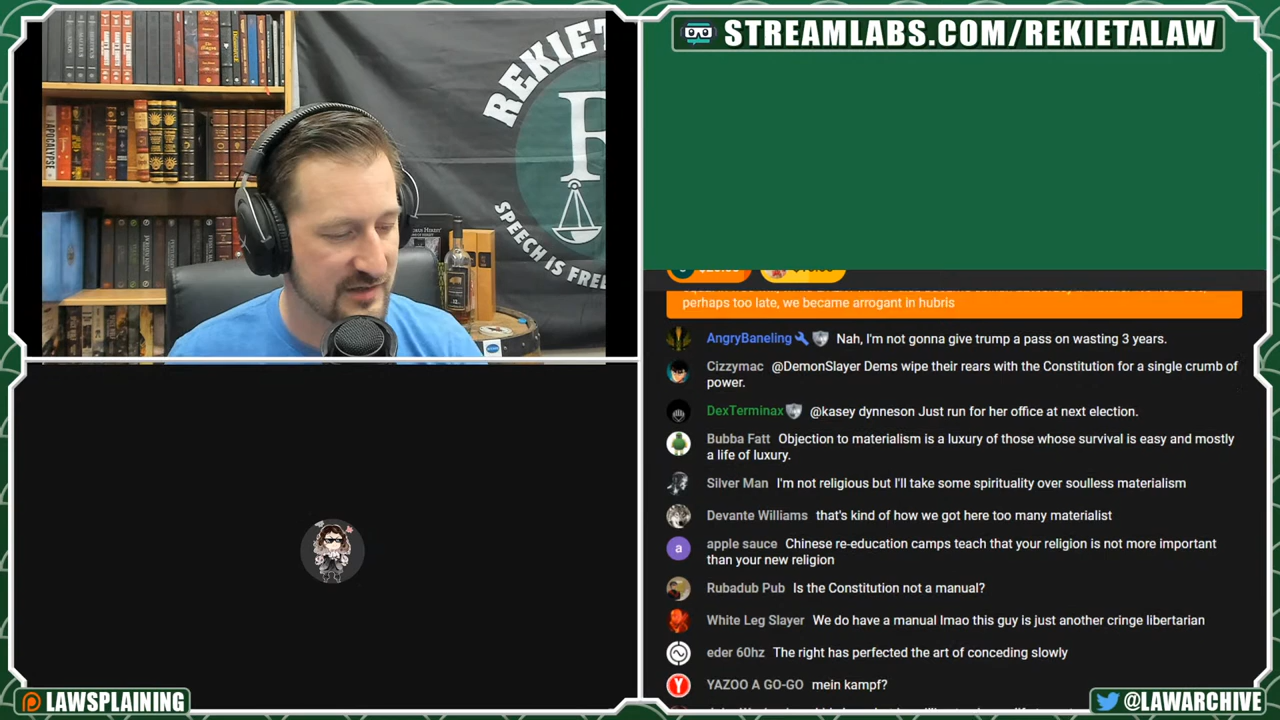 STREAMLABS.COM/REKIETALAW
REKIET
R
SPEECH IS FREE
APOCALYPSE
perhaps too late, we became arrogant in hubris
AngryBaneling Nah, I'm not gonna give trump a pass on wasting 3 years.
Cizzymac @DemonSlayer Dems wipe their rears with the Constitution for a single crumb of
power.
DexTerminax @kasey dynneson Just run for her office at next election.
Bubba Fatt Objection to materialism is a luxury of those whose survival is easy and mostly
a life of luxury.
Silver Man I'm not religious but I'll take some spirituality over soulless materialism
Devante Williams that's kind of how we got here too many materialist
a
apple sauce Chinese re-education camps teach that your religion is not more important
than your new religion
Rubadub Pub Is the Constitution not a manual?
White Leg Slayer We do have a manual lmao this guy is just another cringe libertarian
eder 60hz The right has perfected the art of conceding slowly
Y
YAZOO A GO-GO mein kampf?
LAWSPLAINING
@LAWARCHIVE